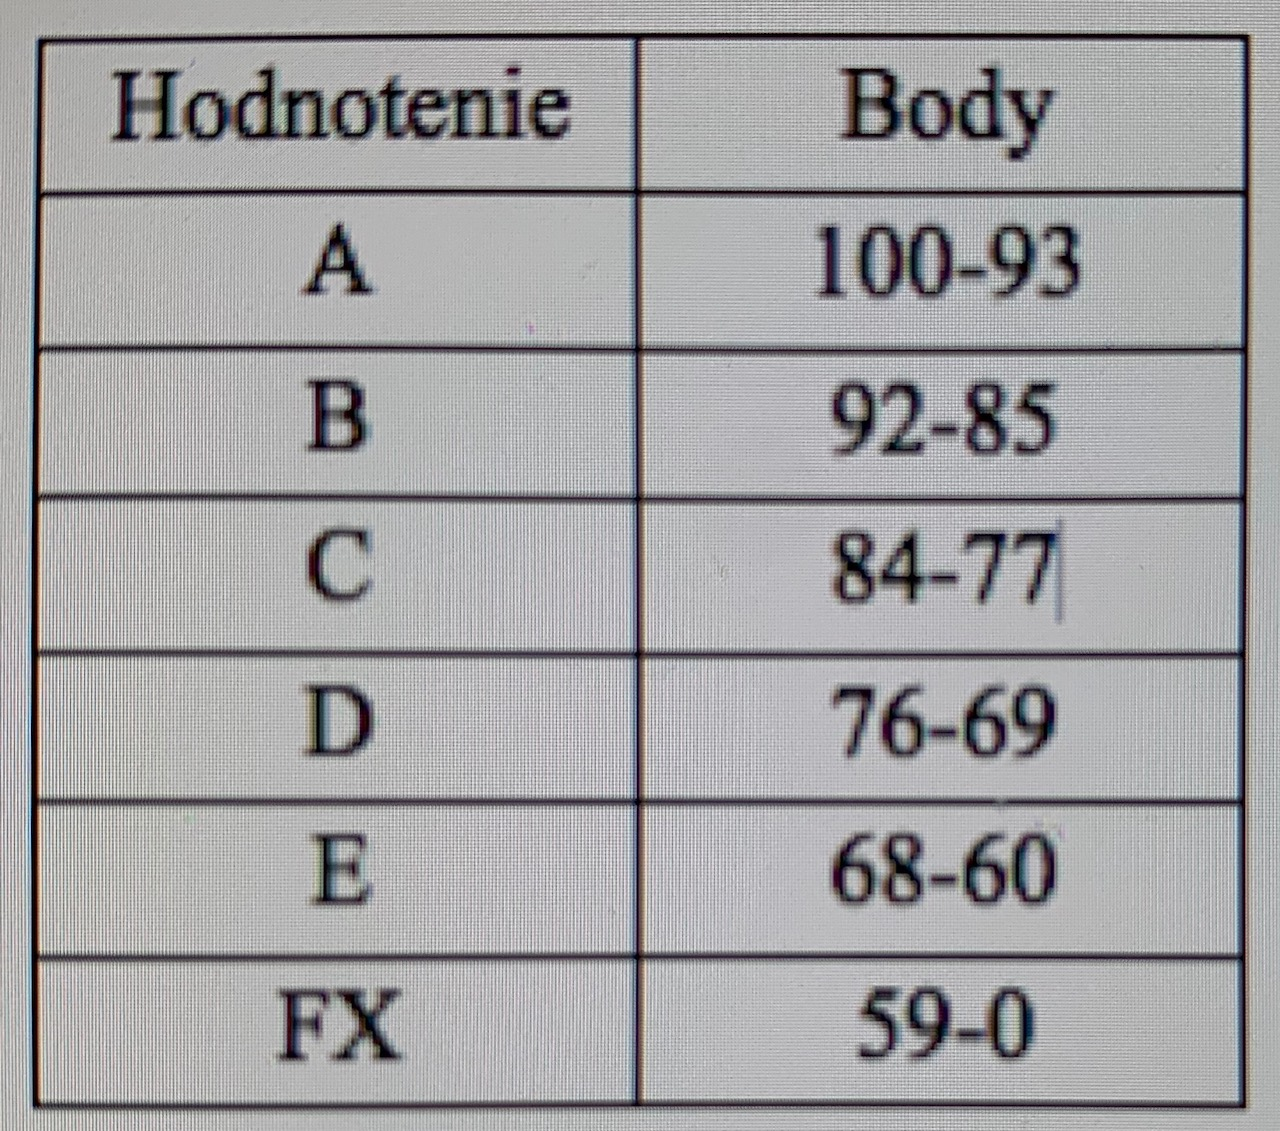 Hodnotenie Body
A 100-93
B 92-85
C 84-77
D 76-69
E 68-60
FX 59-0